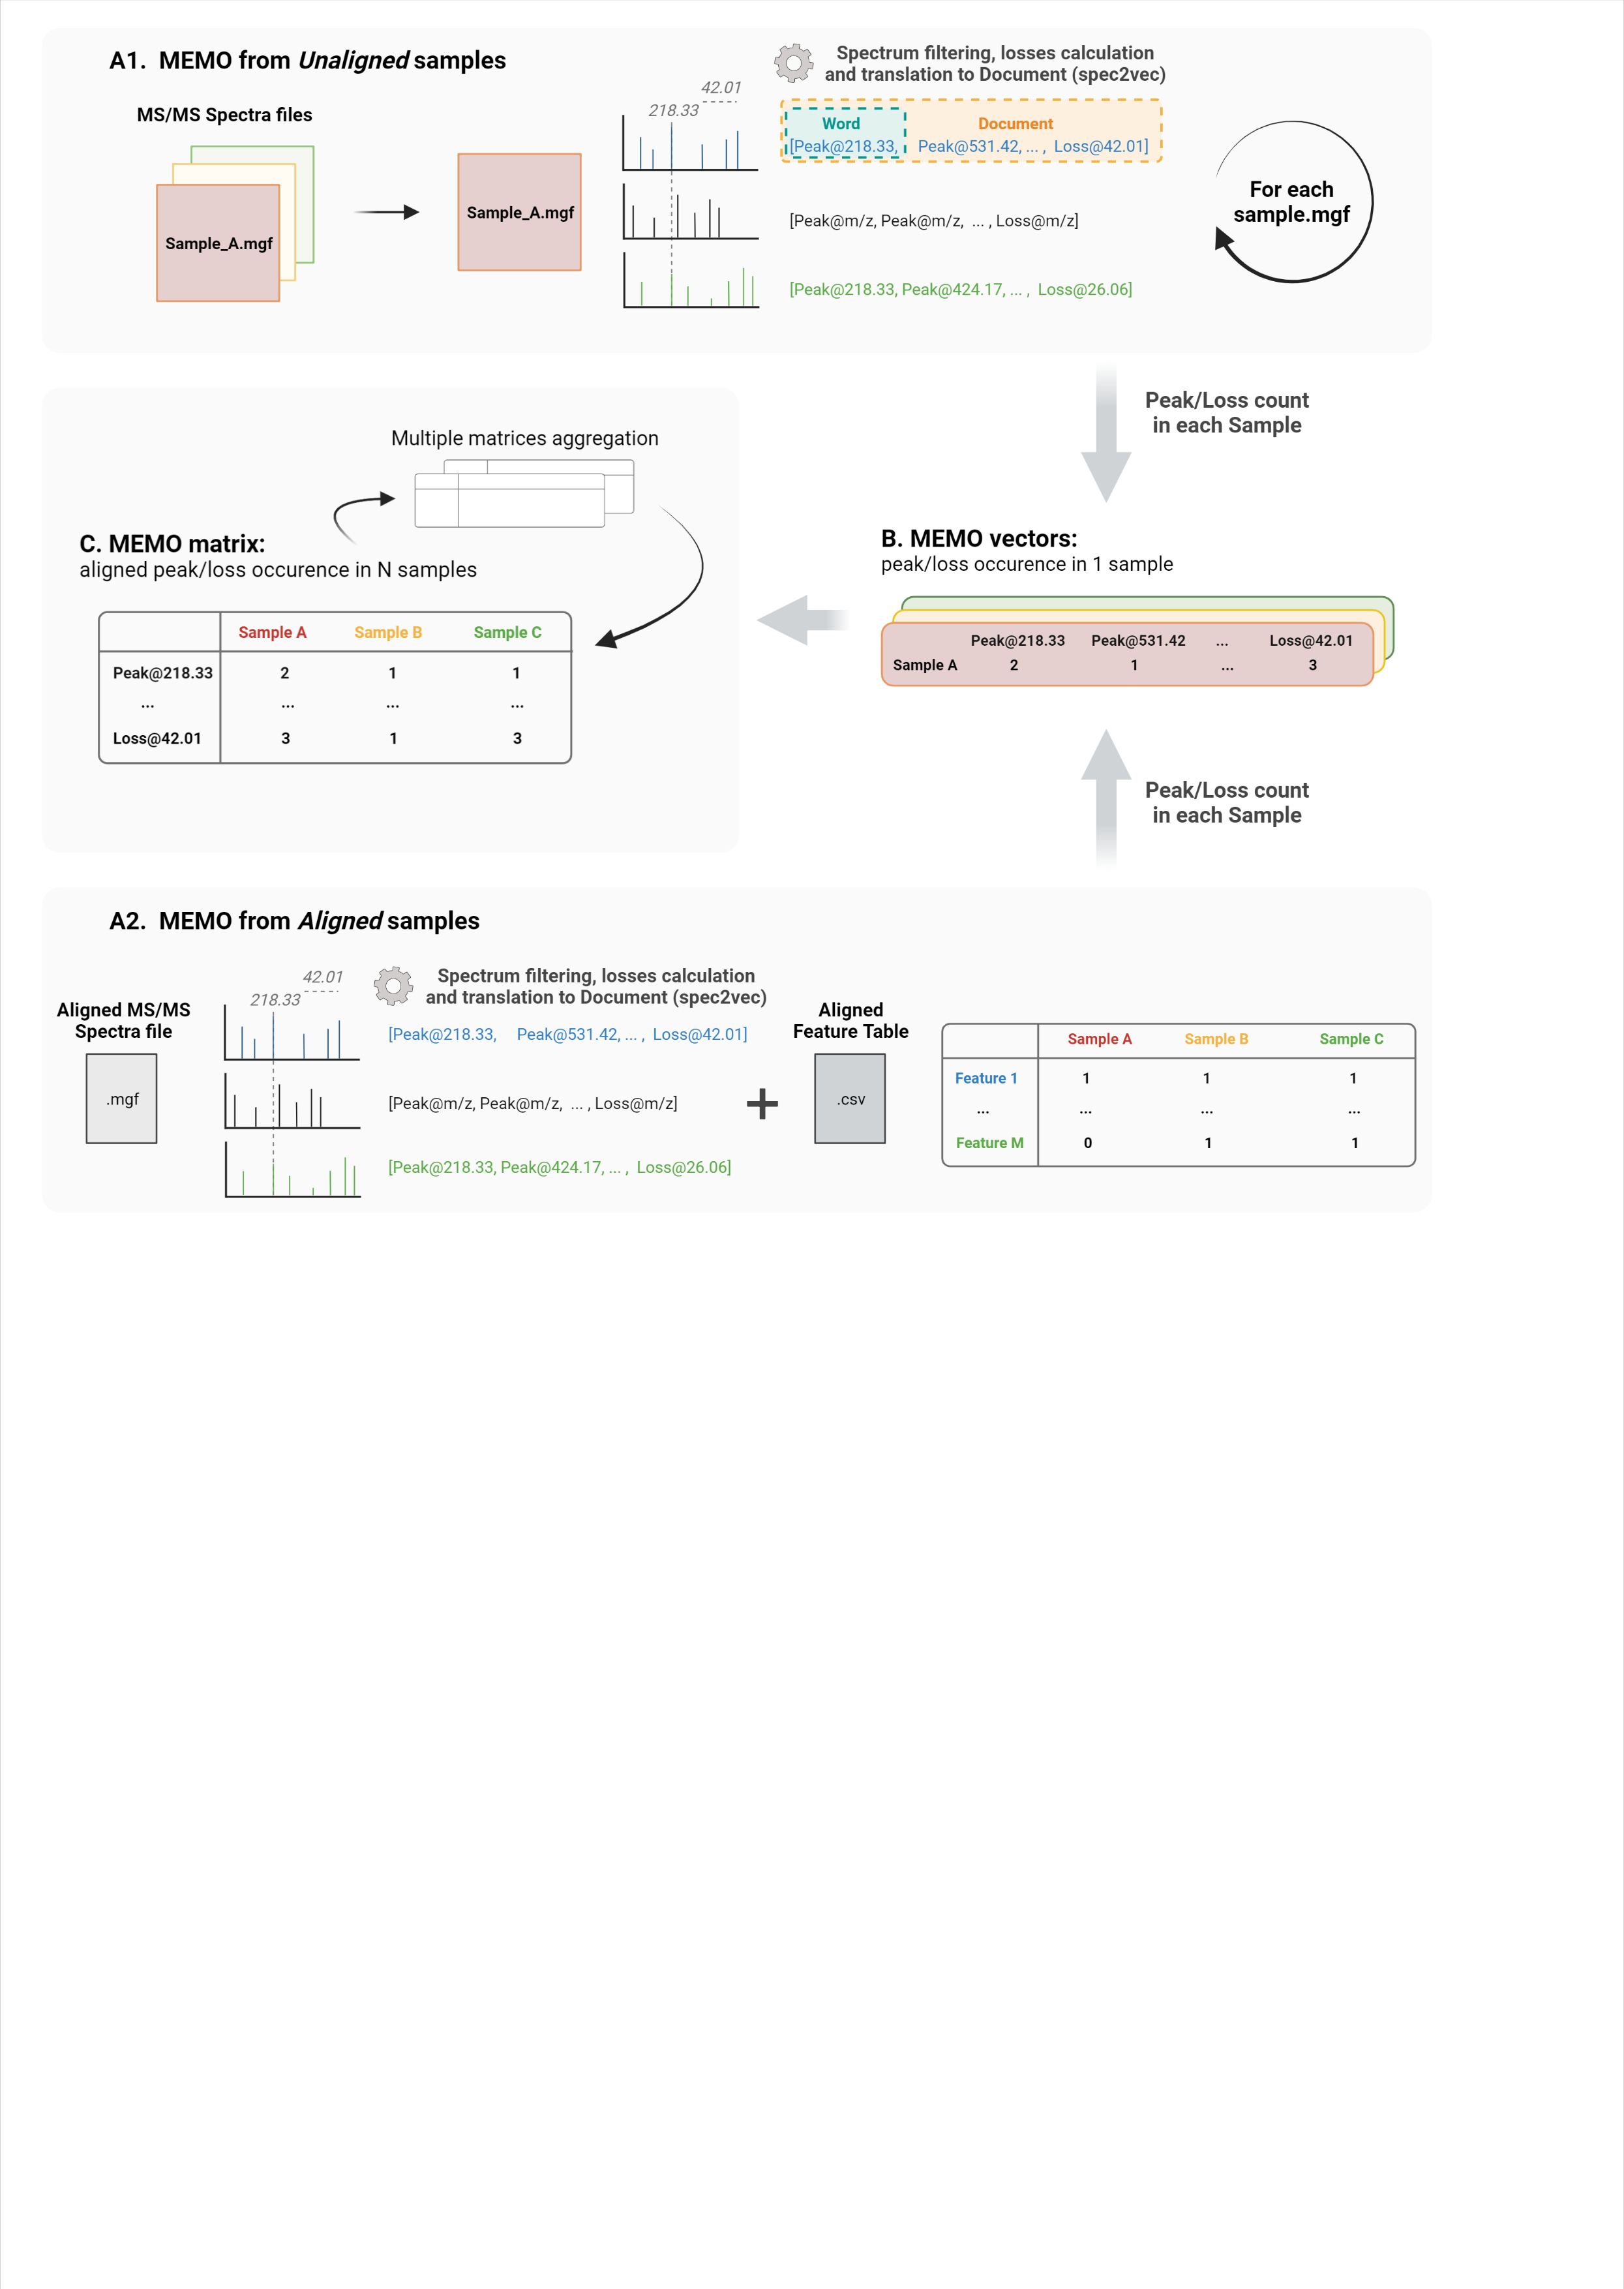 A1. MEMO from Unaligned samples
MS/MS Spectra files
Sample_A.mgf
Sample_A.mgf
42.01
218.33
Spectrum filtering, losses calculation
and translation to Document (spec2vec)
Word
Document
[Peak@218.33, Peak@531.42, ... , Loss@42.01]
[Peak@m/z, Peak@m/z, ... , Loss@m/z]
[Peak@218.33, Peak@424.17, ... , Loss@26.06]
For each
sample.mgf
Peak/Loss count
in each Sample
B. MEMO vectors:
peak/loss occurence in 1 sample
Peak@218.33 Peak@531.42 ... Loss@42.01
Sample A 2 1 ... 3
Multiple matrices aggregation
C. MEMO matrix:
aligned peak/loss occurence in N samples
Sample A Sample B Sample C
Peak@218.33 2 1 1
... ... ... ...
Loss@42.01 3 1 3
Peak/Loss count
in each Sample
A2. MEMO from Aligned samples
Aligned MS/MS
Spectra file
.mgf
42.01
218.33
Spectrum filtering, losses calculation
and translation to Document (spec2vec)
[Peak@218.33, Peak@531.42, ... , Loss@42.01]
[Peak@m/z, Peak@m/z, ... , Loss@m/z]
[Peak@218.33, Peak@424.17, ... , Loss@26.06]
+
Aligned
Feature Table
.csv
Sample A Sample B Sample C
Feature 1 1 1 1
... ... ... ...
Feature M 0 1 1